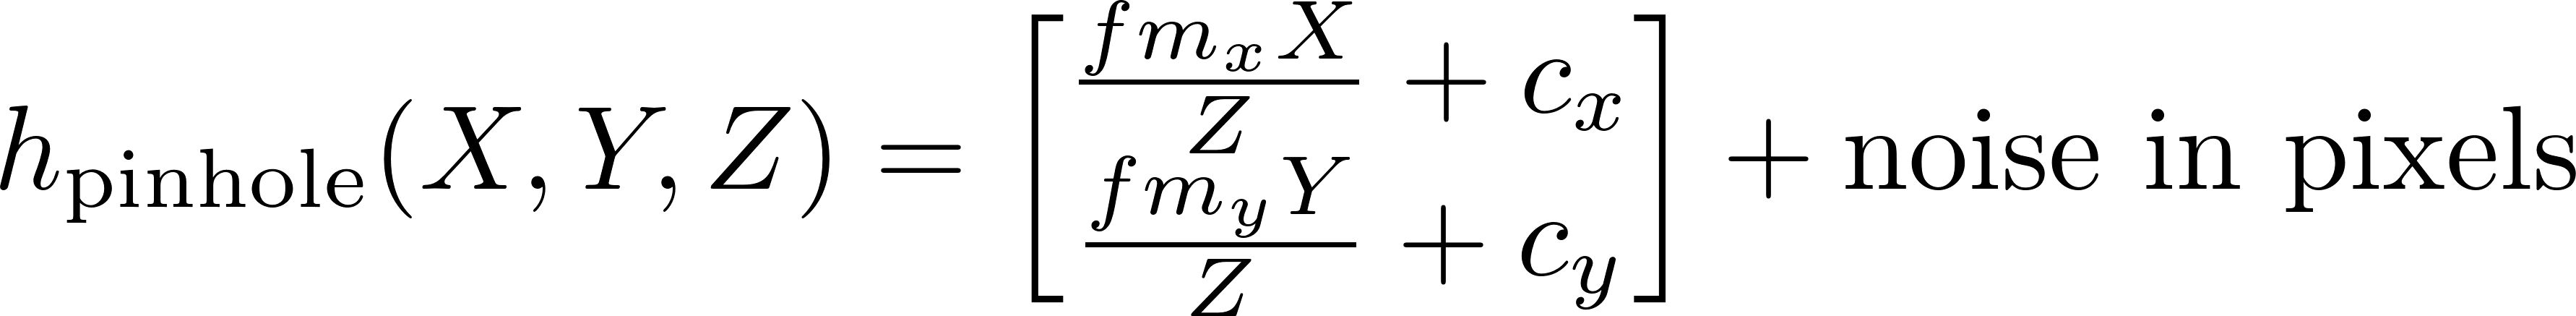 h_{\text{pinhole}}(X, Y, Z) = \begin{bmatrix} \frac{f m_x X}{Z} + c_x \\ \frac{f m_y Y}{Z} + c_y \end{bmatrix} + \text{noise in pixels}